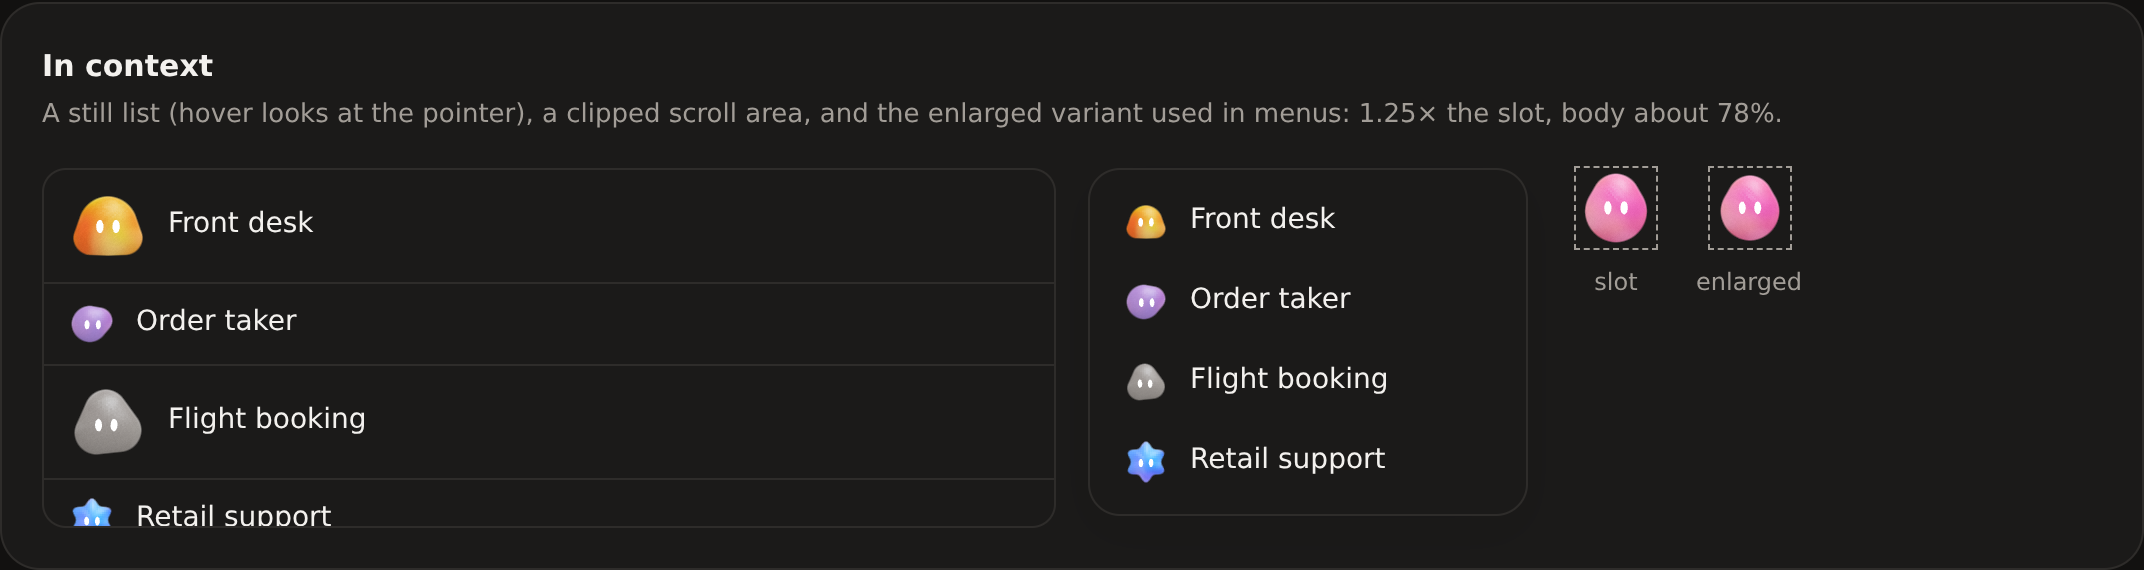 In context
A still list (hover looks at the pointer), a clipped scroll area, and the enlarged variant used in menus: 1.25× the slot, body about 78%.
Front desk
Order taker
Flight booking
Retail support
Front desk
Order taker
Flight booking
Retail support
slot
enlarged